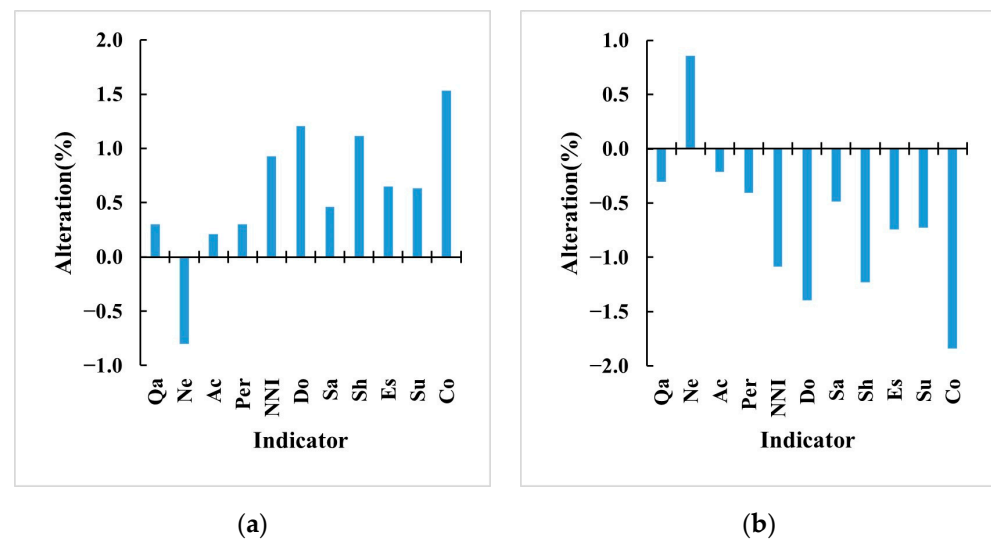 2.0
1.5
1.0
0.5
0.0
−0.5
−1.0
Alteration(%)
Qa Ne Ac Per NNI Do Sa Sh Es Su Co
Indicator
(a)
1.0
0.5
0.0
−0.5
−1.0
−1.5
−2.0
Alteration(%)
Qa Ne Ac Per NNI Do Sa Sh Es Su Co
Indicator
(b)